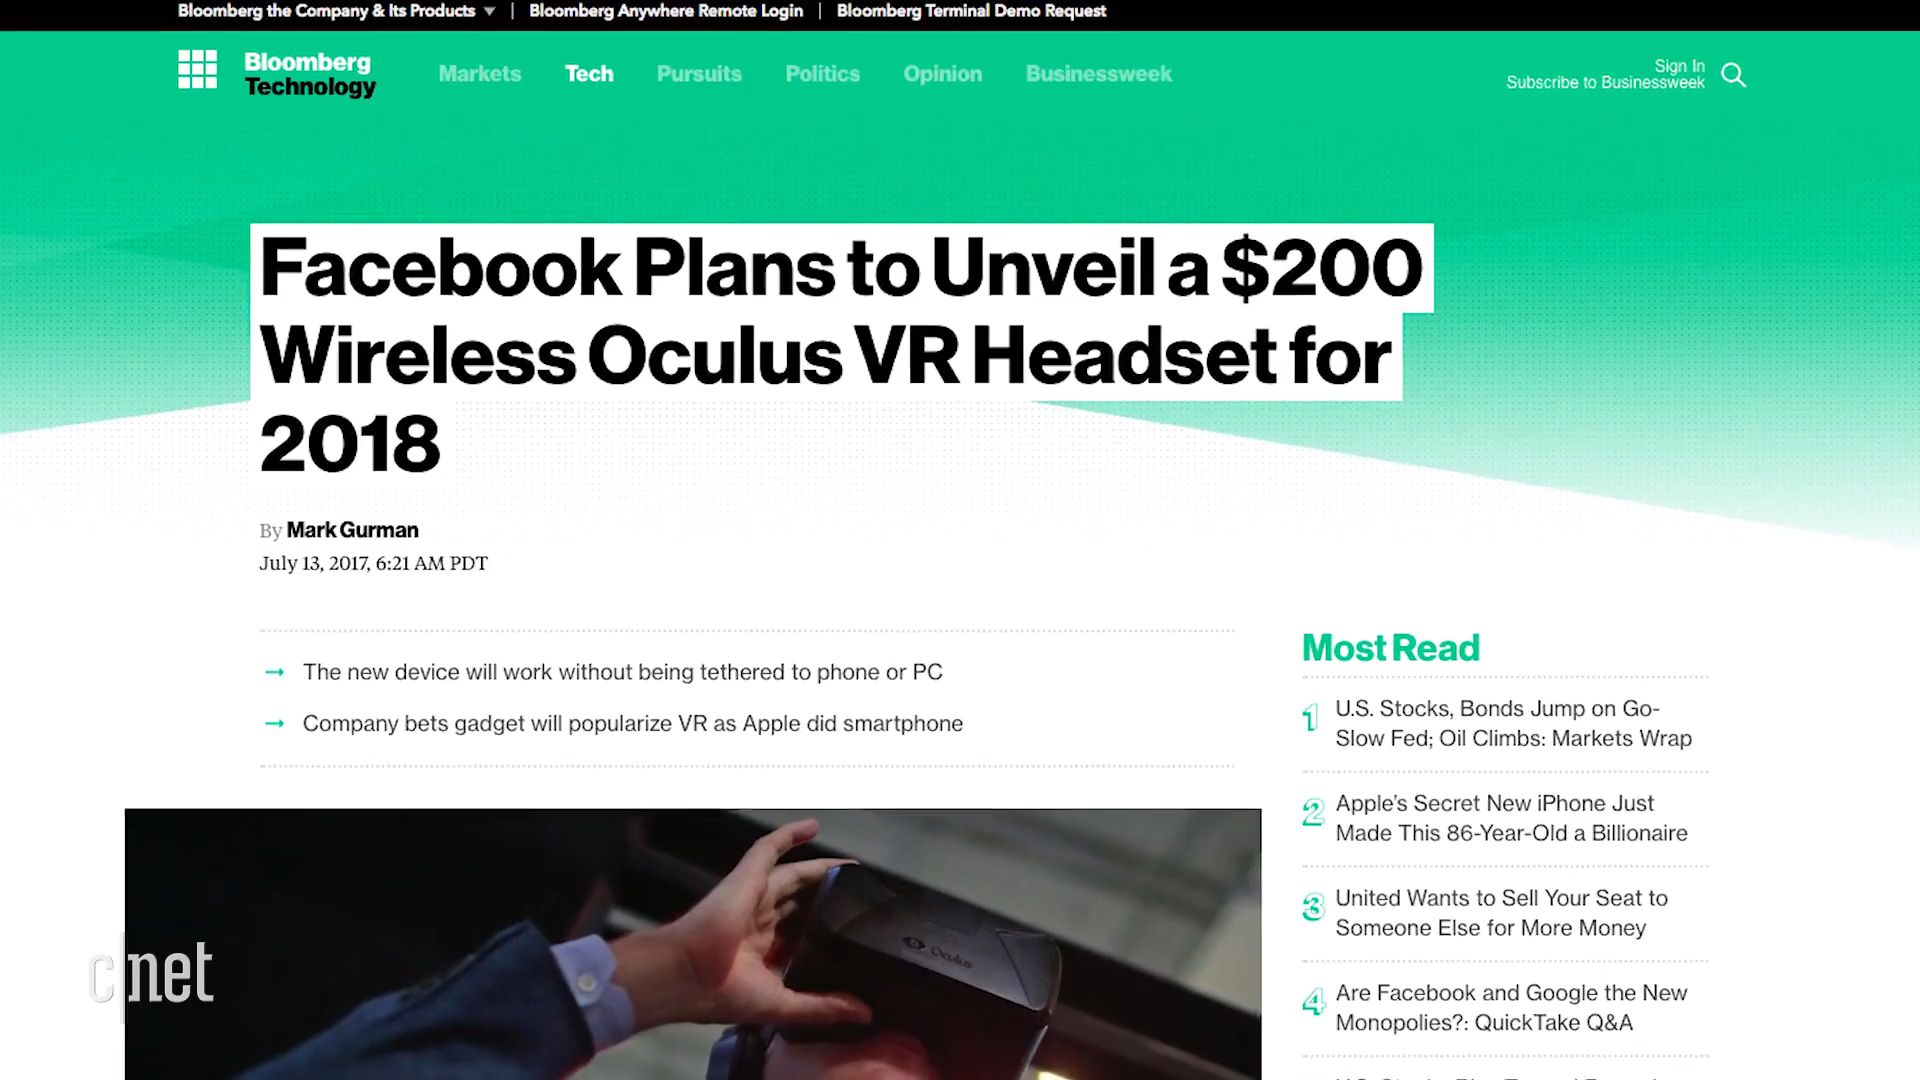 Bloomberg the Company & Its Products ▼ | Bloomberg Anywhere Remote Login | Bloomberg Terminal Demo Request
Bloomberg
Technology
Markets Tech Pursuits Politics Opinion Businessweek
Sign In
Subscribe to Businessweek
Facebook Plans to Unveil a $200
Wireless Oculus VR Headset for
2018
By Mark Gurman
July 13, 2017, 6:21 AM PDT
→ The new device will work without being tethered to phone or PC
→ Company bets gadget will popularize VR as Apple did smartphone
Most Read
1 U.S. Stocks, Bonds Jump on Go-
Slow Fed; Oil Climbs: Markets Wrap
2 Apple's Secret New iPhone Just
Made This 86-Year-Old a Billionaire
3 United Wants to Sell Your Seat to
Someone Else for More Money
4 Are Facebook and Google the New
Monopolies?: QuickTake Q&A
Oculus
c|net